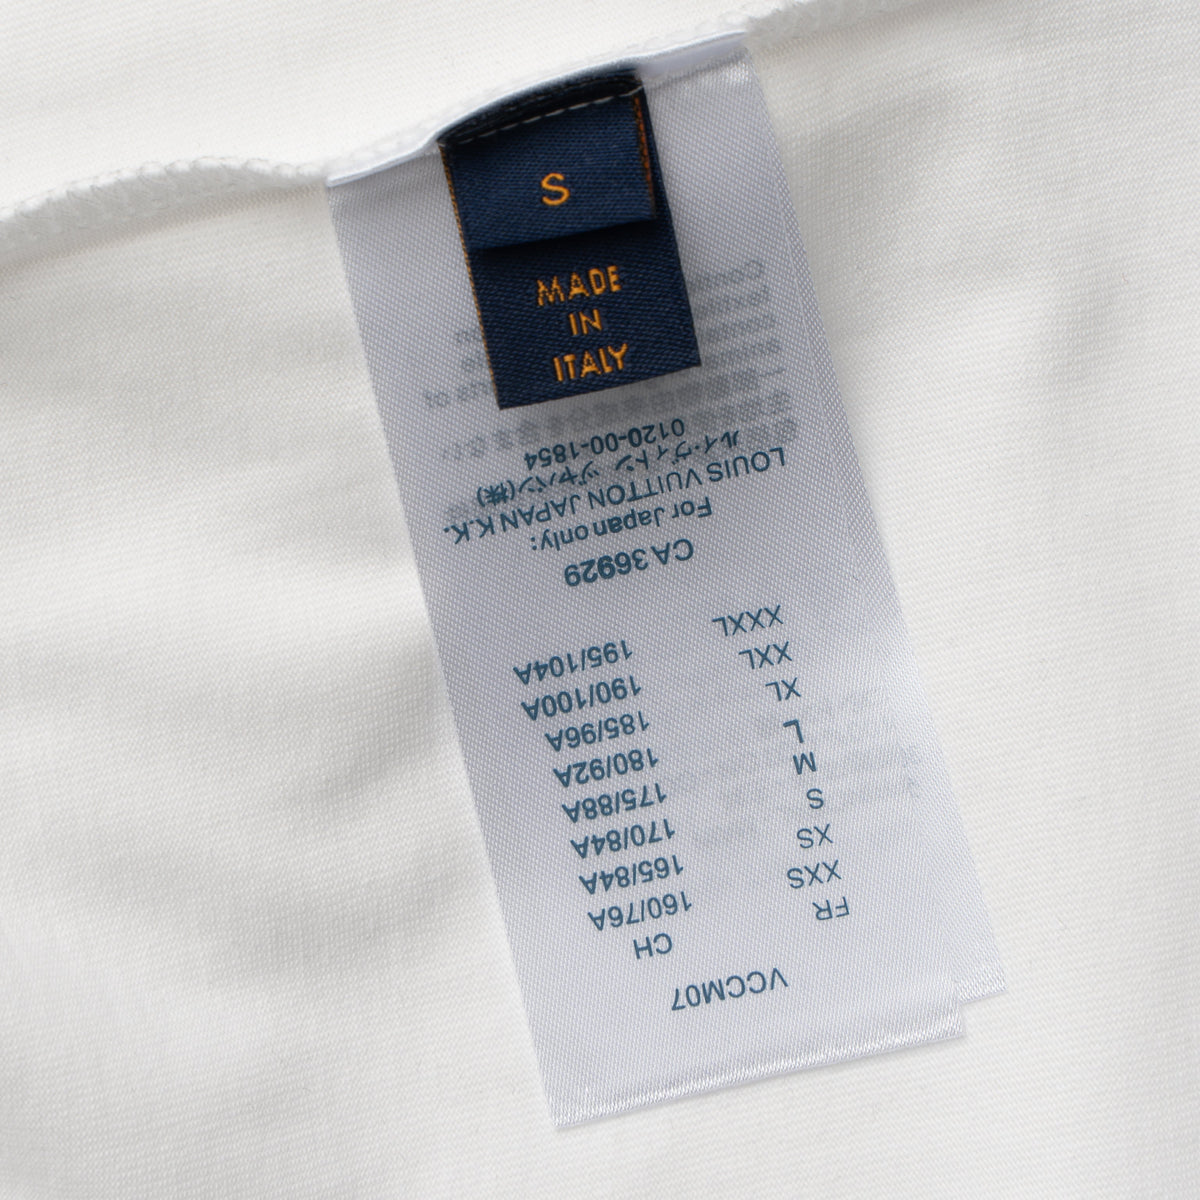 S
MADE
IN
ITALY
VCCM07
FR CH
XXS 160/76A
XS 165/84A
S 170/84A
M 175/88A
L 180/92A
XL 185/96A
XXL 190/100A
XXXL 195/104A
CA 36929
For Japan only:
LOUIS VUITTON JAPAN K.K.
ルイ・ヴィトン ジャパン(株)
0120-00-1854